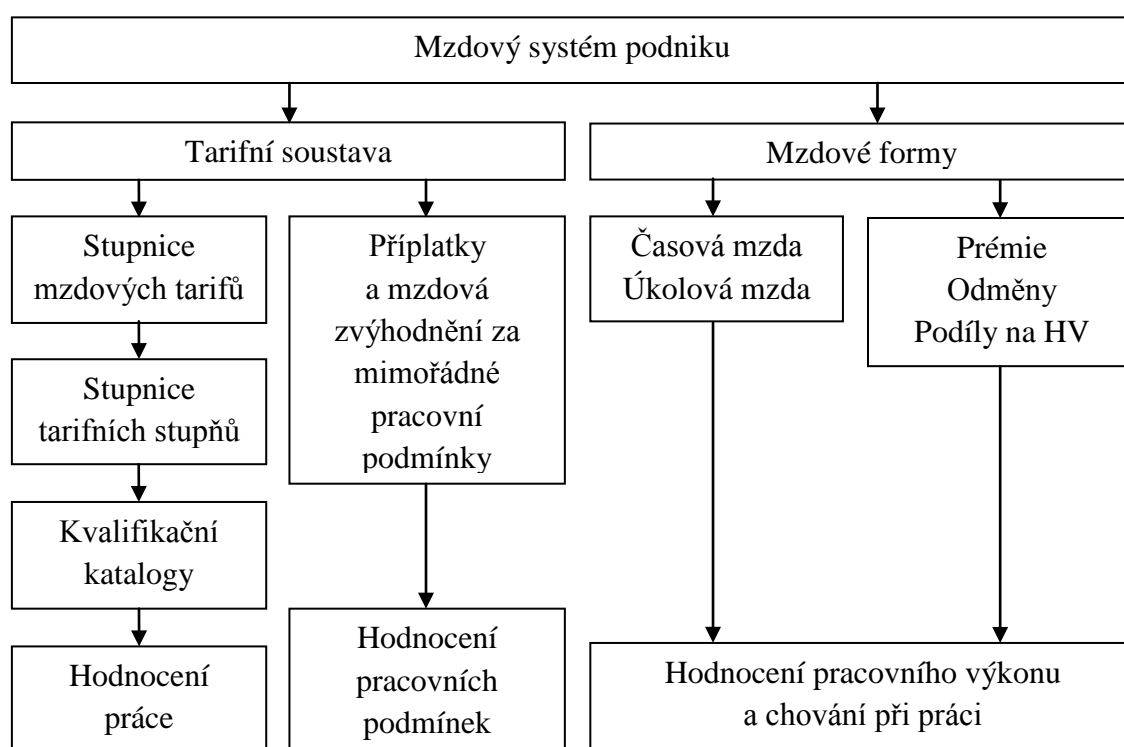 Mzdový systém podniku
Tarifní soustava
Mzdové formy
Stupnice
mzdových tarifů
Příplatky
a mzdová
zvýhodnění za
mimořádné
pracovní
podmínky
Časová mzda
Úkolová mzda
Prémie
Odměny
Podíly na HV
Stupnice
tarifních stupňů
Kvalifikační
katalogy
Hodnocení
práce
Hodnocení
pracovních
podmínek
Hodnocení pracovního výkonu
a chování při práci